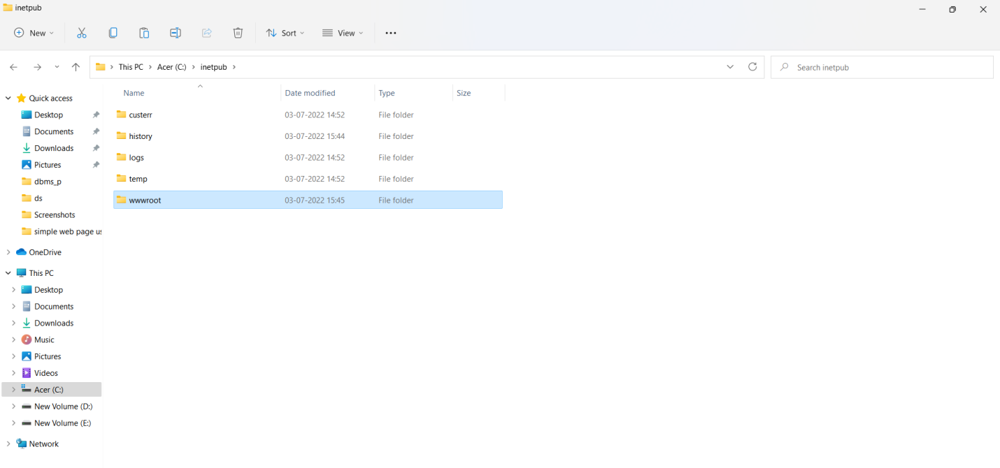 inetpub
New
Sort
View
This PC > Acer (C:) > inetpub >
Search inetpub
Quick access
Desktop
Documents
Downloads
Pictures
dbms_p
ds
Screenshots
simple web page us
OneDrive
This PC
Desktop
Documents
Downloads
Music
Pictures
Videos
Acer (C:)
New Volume (D:)
New Volume (E:)
Network
Name Date modified Type Size
custerr 03-07-2022 14:52 File folder
history 03-07-2022 15:44 File folder
logs 03-07-2022 14:52 File folder
temp 03-07-2022 14:52 File folder
wwwroot 03-07-2022 15:45 File folder